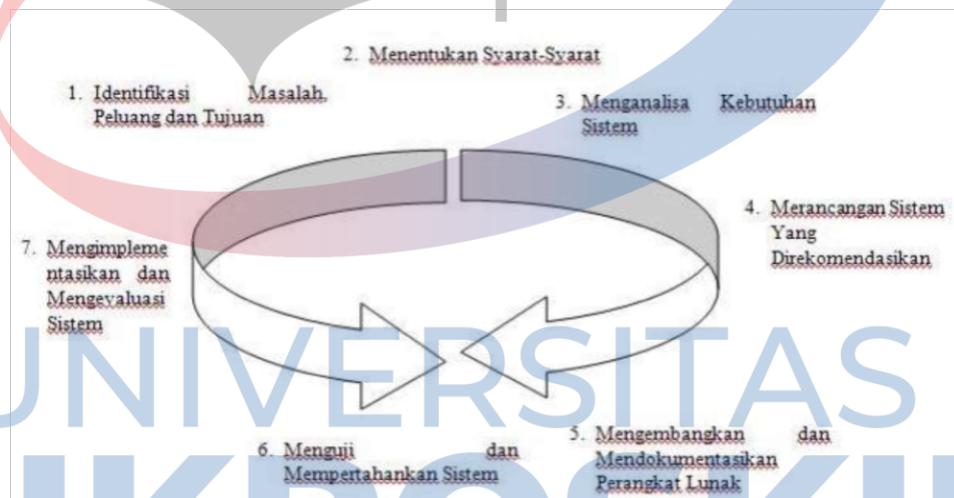 2. Menentukan Syarat-Syarat
1. Identifikasi Masalah,
Peluang dan Tujuan
3. Menganalisa Kebutuhan
Sistem
4. Merancangan Sistem
Yang
Direkomendasikan
7. Mengimpleme
ntasikan dan
Mengevaluasi
Sistem
UNIVERSITAS
5. Mengembangkan dan
Mendokumentasikan
Perangkat Lunak
6. Menguji dan
Mempertahankan Sistem